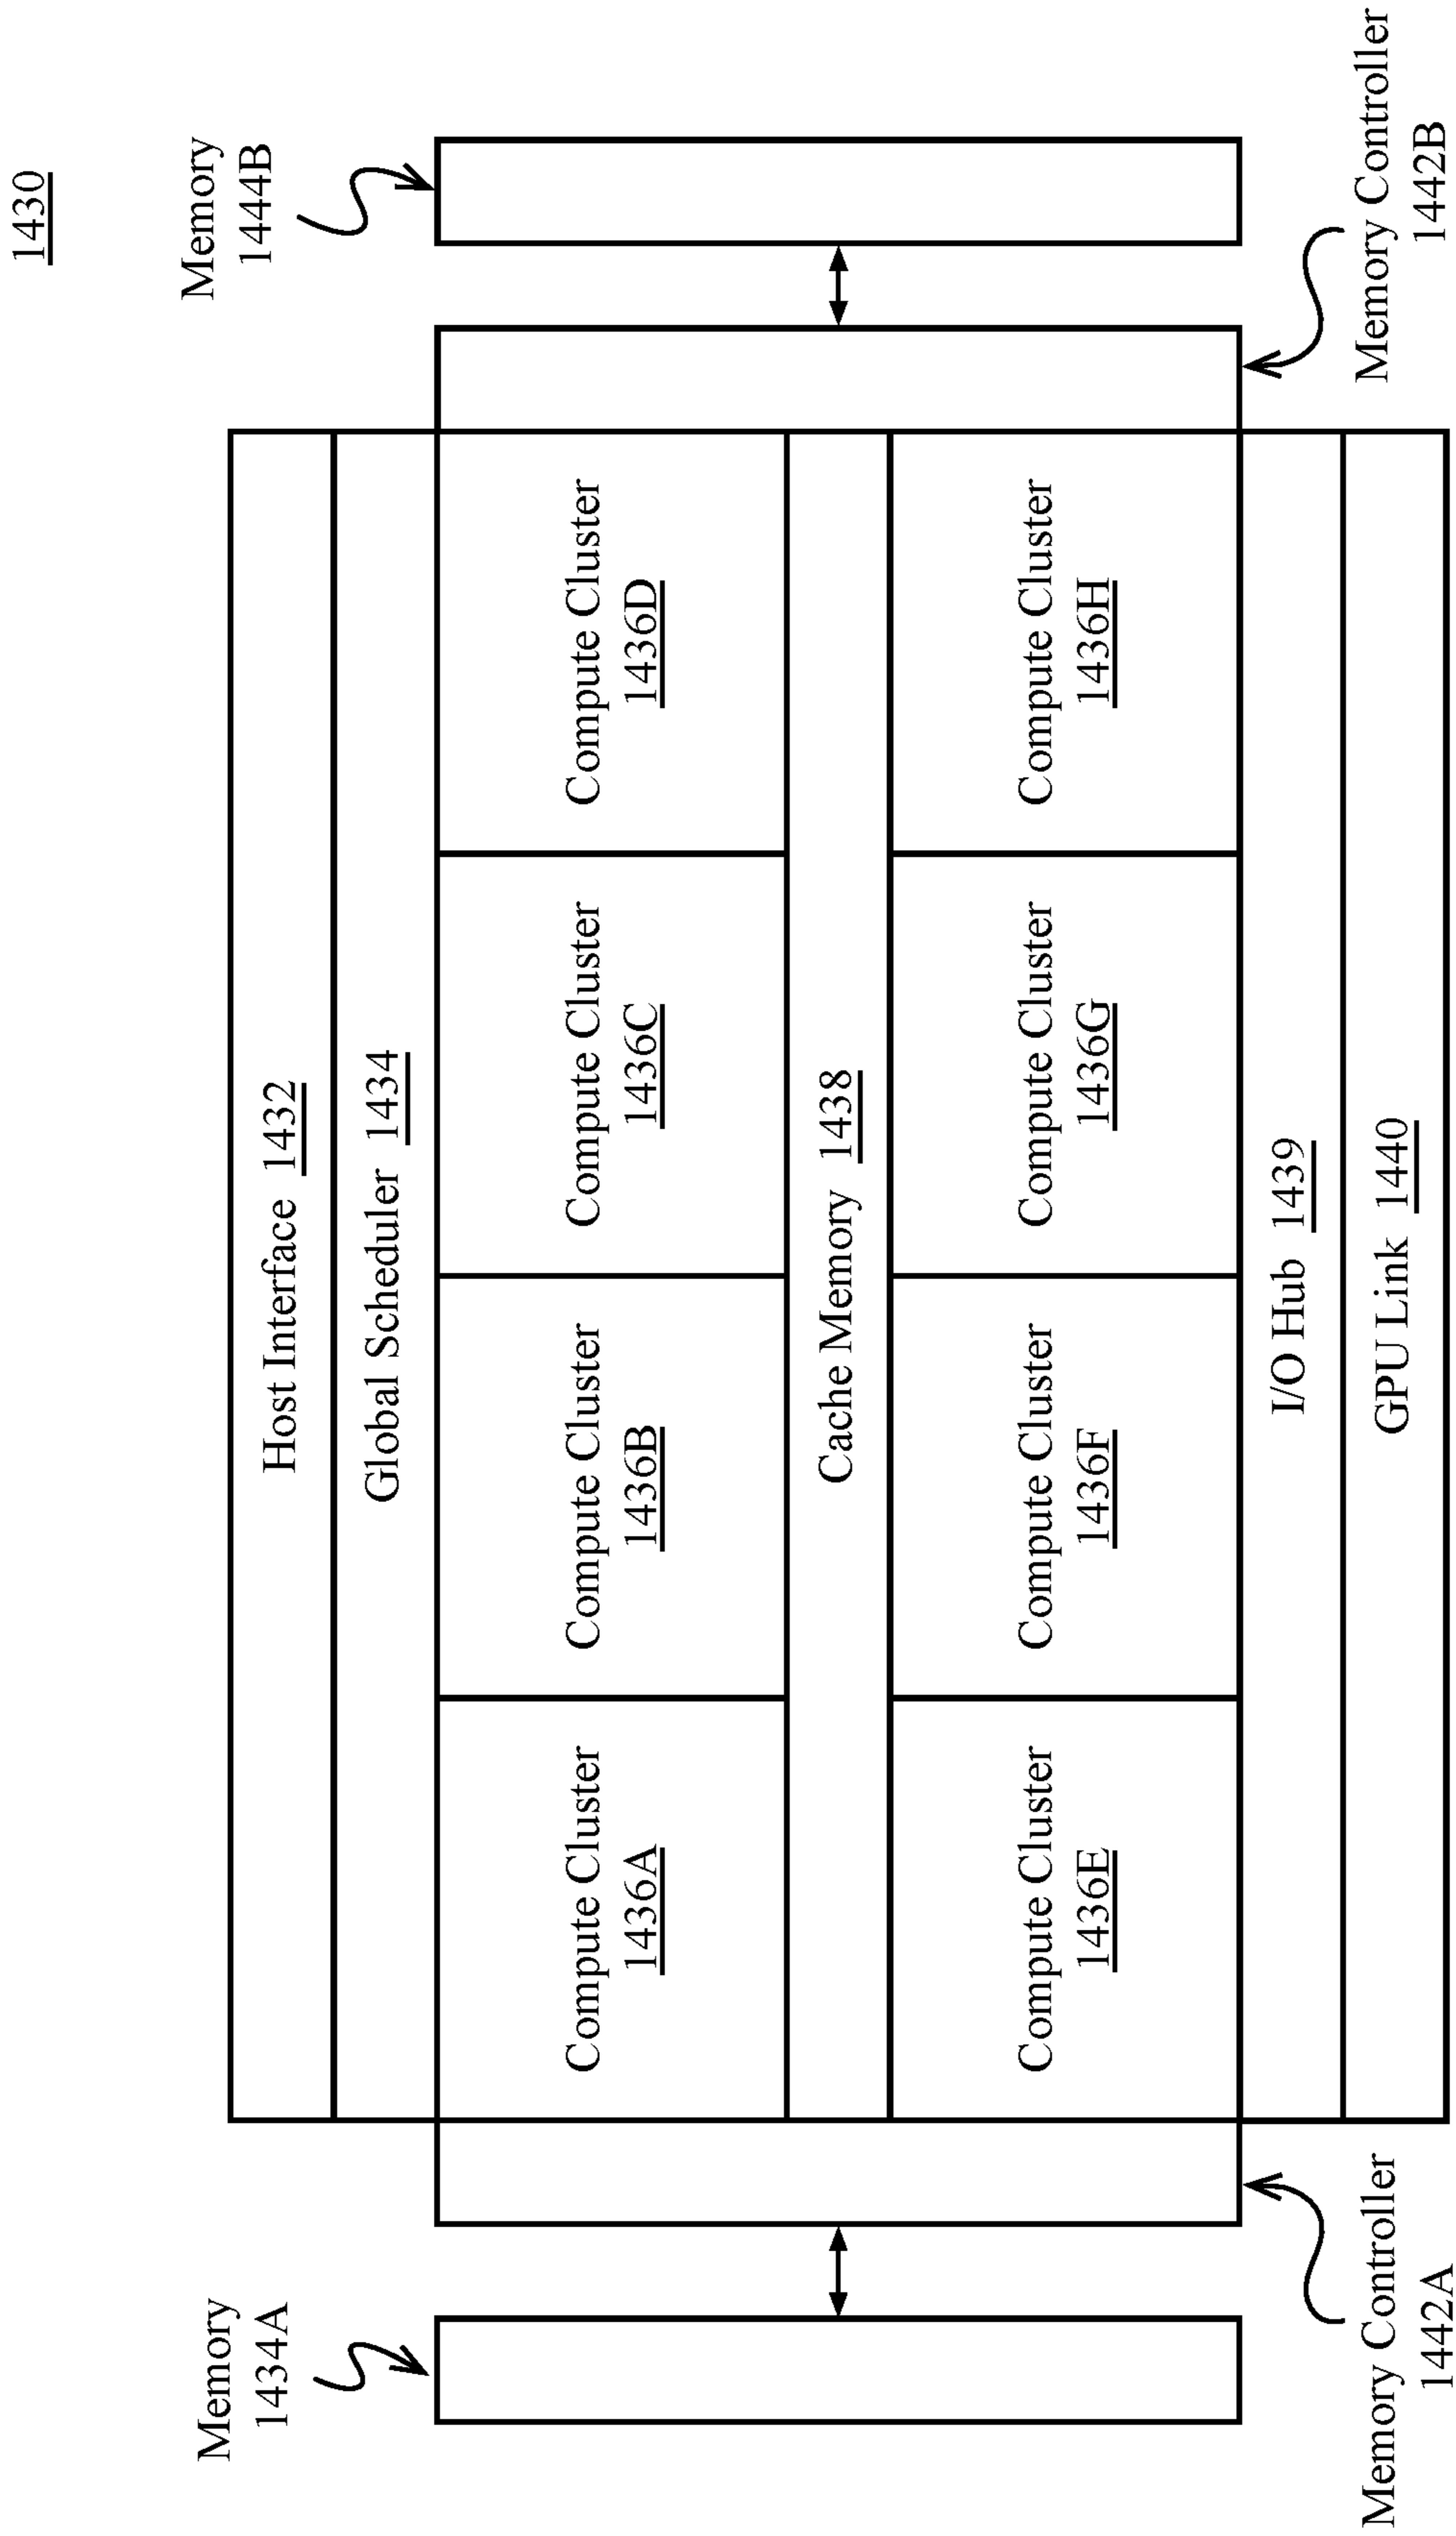 1430
Memory
1434A
Memory
1444B
Host Interface 1432
Global Scheduler 1434
Compute Cluster
1436A
Compute Cluster
1436B
Compute Cluster
1436C
Compute Cluster
1436D
Cache Memory 1438
Compute Cluster
1436E
Compute Cluster
1436F
Compute Cluster
1436G
Compute Cluster
1436H
I/O Hub 1439
GPU Link 1440
Memory Controller
1442A
Memory Controller
1442B